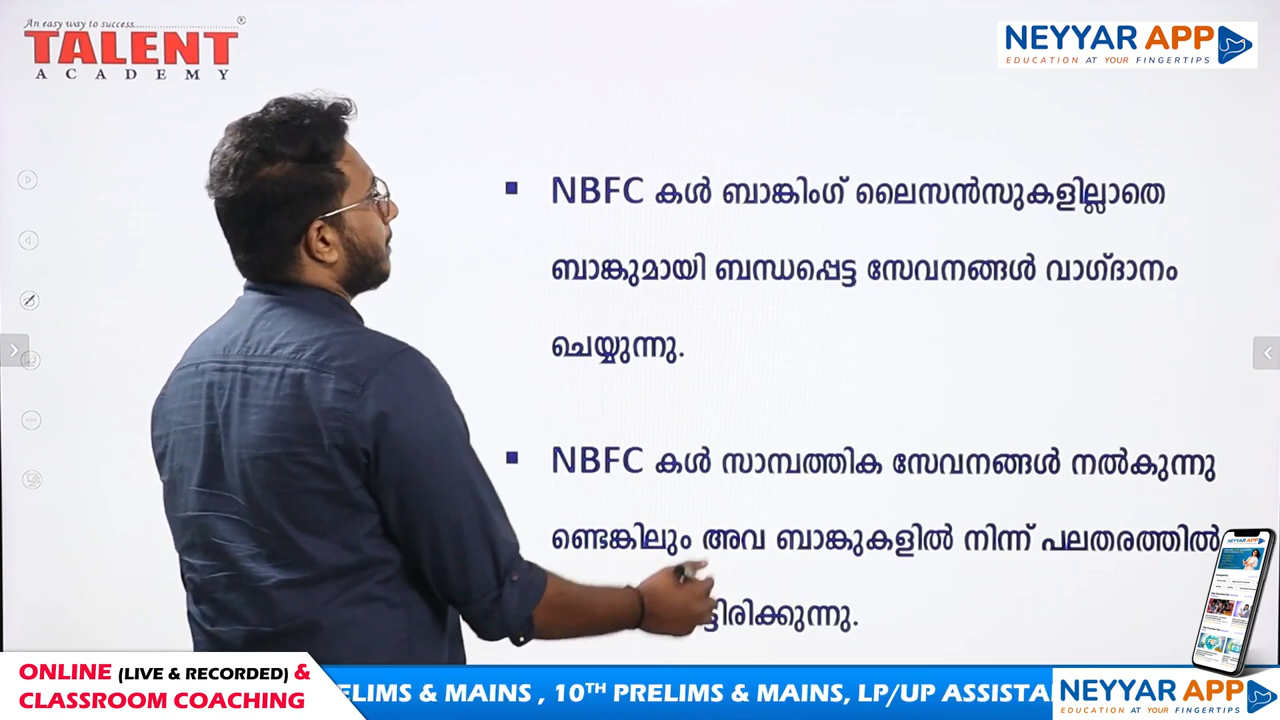 An easy way to success
TALENT
ACADEMY
NEYYAR APP
EDUCATION AT YOUR FINGERTIPS
NBFC കൾ ബാങ്കിംഗ് ലൈസൻസുകളില്ലാതെ
ബാങ്കുമായി ബന്ധപ്പെട്ട സേവനങ്ങൾ വാഗ്ദാനം
ചെയ്യുന്നു.
NBFC കൾ സാമ്പത്തിക സേവനങ്ങൾ നൽകുന്നു
ണ്ടെങ്കിലും അവ ബാങ്കുകളിൽ നിന്ന് പലതരത്തിൽ
ട്ടിരിക്കുന്നു.
ONLINE (LIVE & RECORDED) &
CLASSROOM COACHING
ELIMS & MAINS , 10TH PRELIMS & MAINS, LP/UP ASSISTA
NEYYAR APP
EDUCATION AT YOUR FINGERTIPS